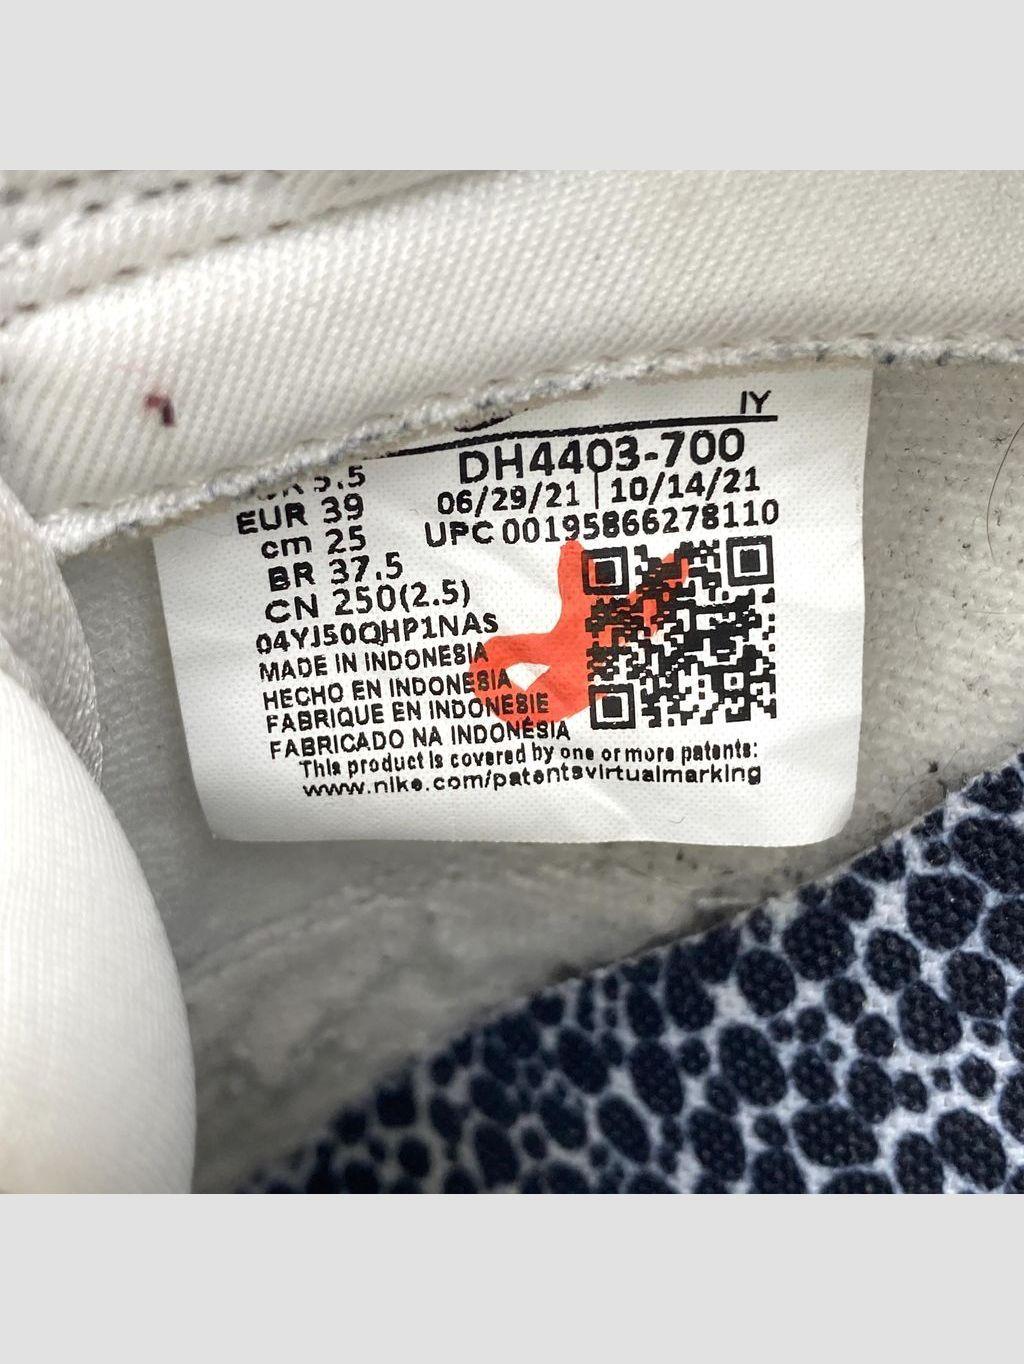 IY
DH4403-700
5.5
06/29/21 | 10/14/21
EUR 39
UPC 00195866278110
cm 25
BR 37.5
CN 250(2.5)
04YJ50QHP1NAS
MADE IN INDONESIA
HECHO EN INDONESIA
FABRIQUE EN INDONESIE
FABRICADO NA INDONÉSIA
This product is covered by one or more patents:
www.nike.com/patentsvirtualmarking